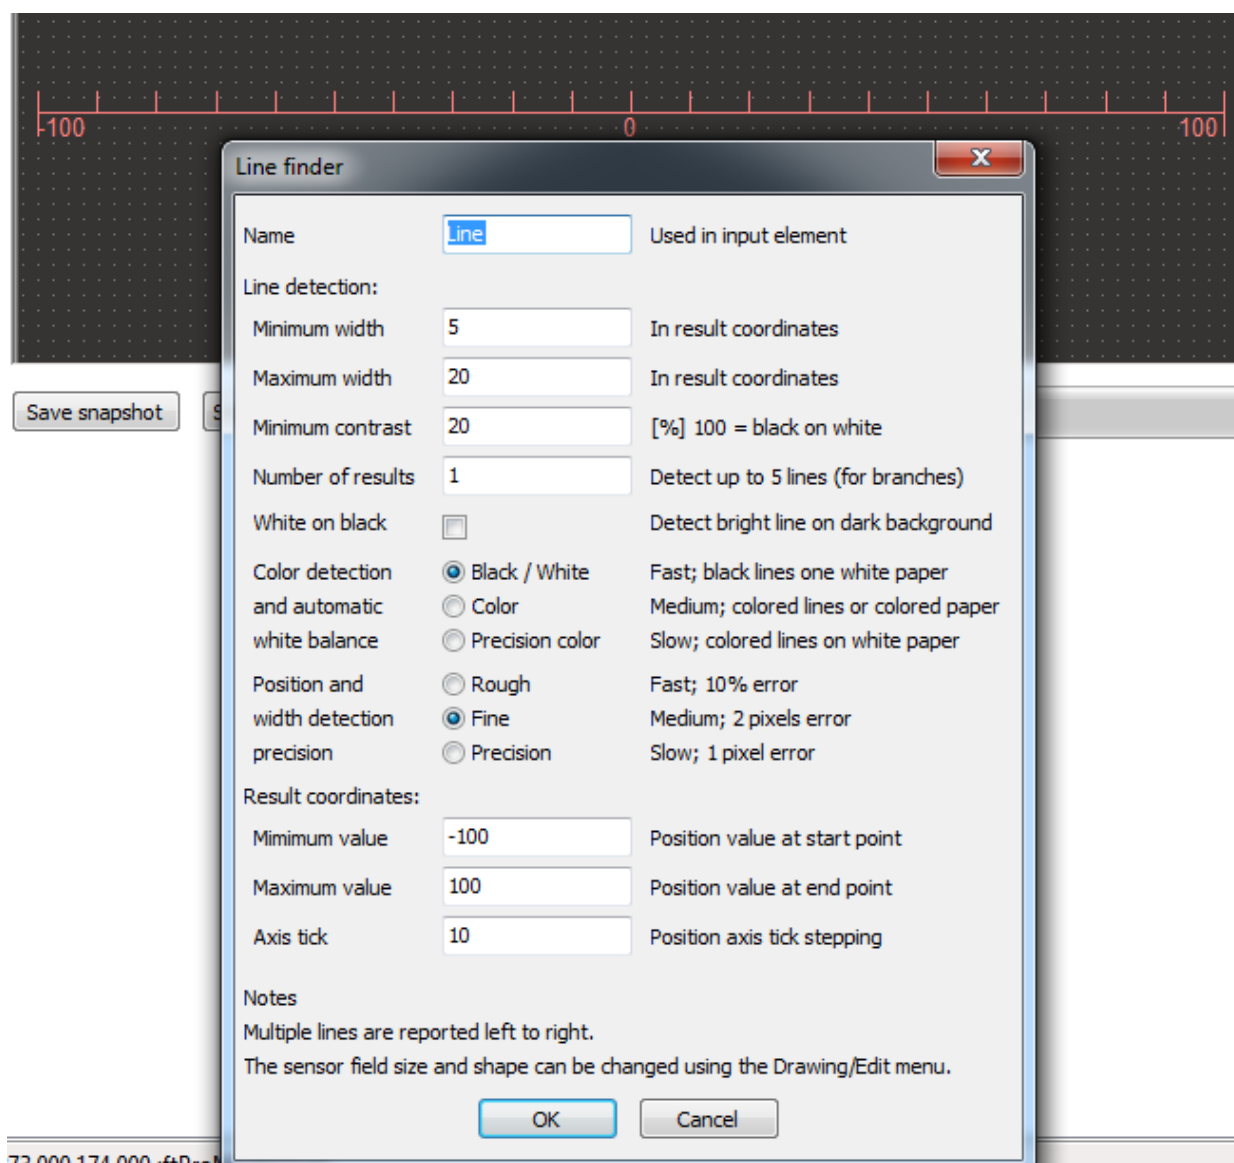 -100 0 100
Line finder
Name Line Used in input element
Line detection:
Minimum width 5 In result coordinates
Maximum width 20 In result coordinates
Save snapshot
Minimum contrast 20 [%] 100 = black on white
Number of results 1 Detect up to 5 lines (for branches)
White on black Detect bright line on dark background
Color detection Black / White Fast; black lines one white paper
and automatic Color Medium; colored lines or colored paper
white balance Precision color Slow; colored lines on white paper
Position and Rough Fast; 10% error
width detection Fine Medium; 2 pixels error
precision Precision Slow; 1 pixel error
Result coordinates:
Mimimum value -100 Position value at start point
Maximum value 100 Position value at end point
Axis tick 10 Position axis tick stepping
Notes
Multiple lines are reported left to right.
The sensor field size and shape can be changed using the Drawing/Edit menu.
OK Cancel